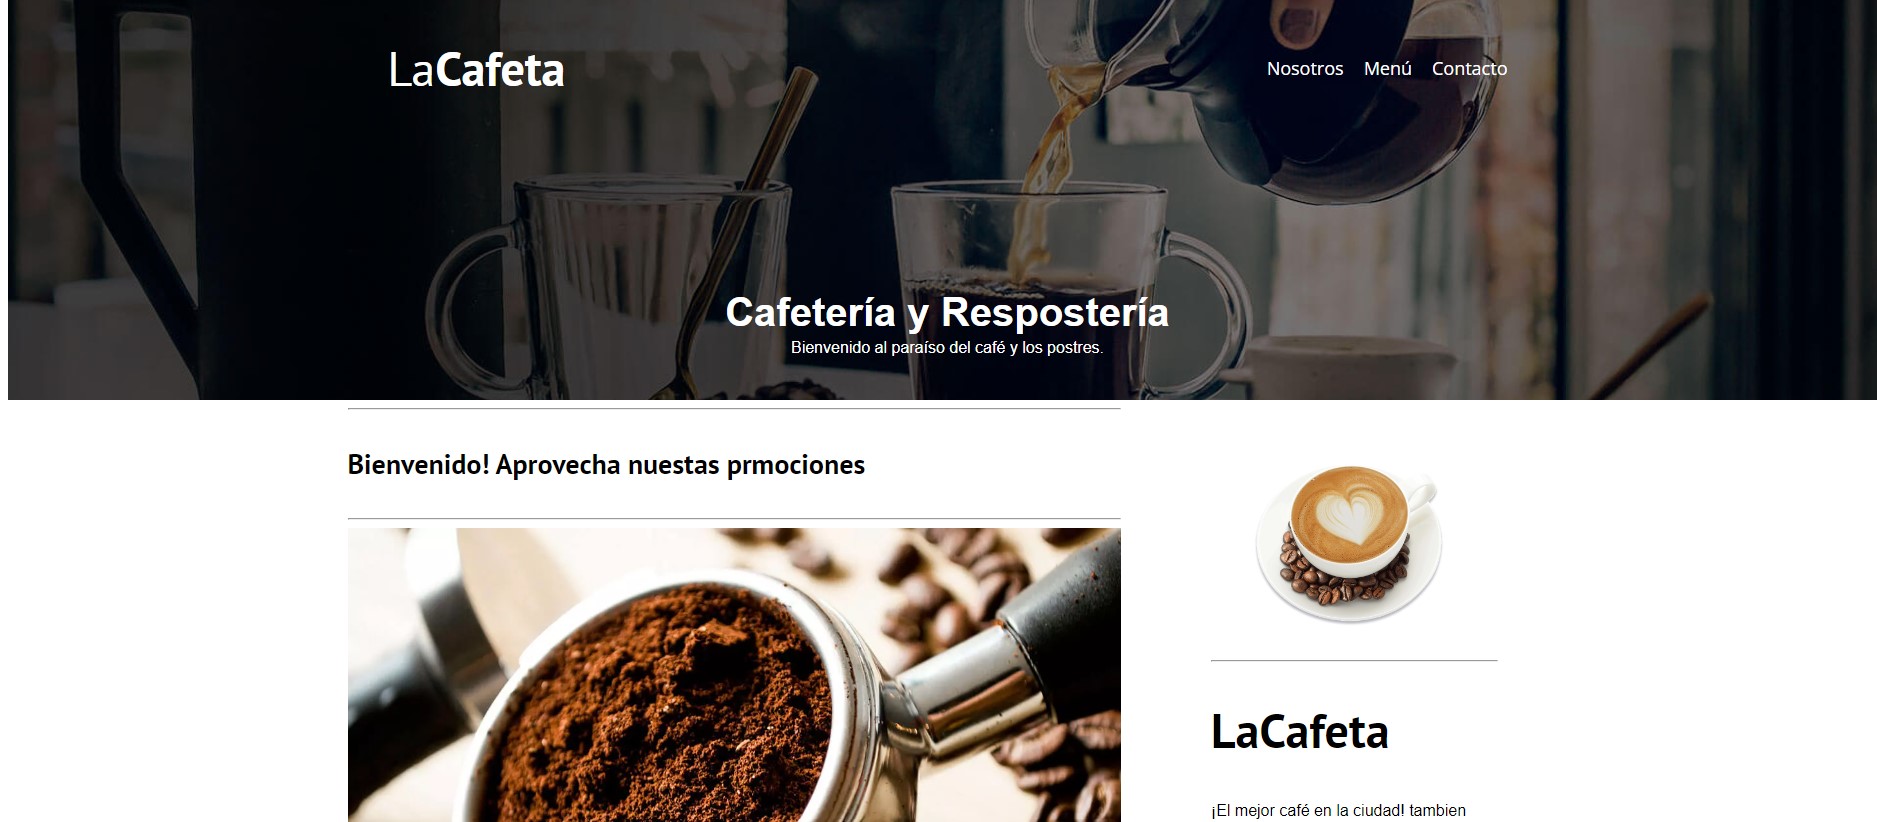 LaCafeta
Nosotros Menú Contacto
Cafetería y Respostería
Bienvenido al paraíso del café y los postres.
Bienvenido! Aprovecha nuestas prmociones
LaCafeta
¡El mejor café en la ciudad! tambien